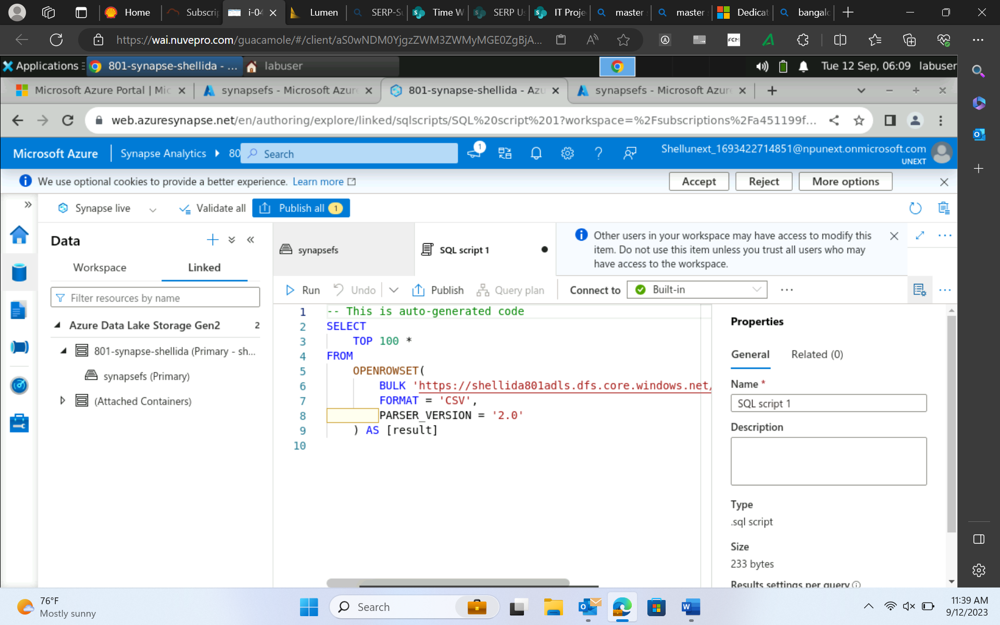 Home
Subscrip
i-04
Lumen
SERP-Su
Time W
SERP Us
IT Proje
master
master
Dedicat
bangalo
https://wai.nuvepro.com/guacamole/#/client/aS0wNDM0YjgzZWM3ZWMyMGE0ZgBjA...
Applications
801-synapse-shellida - ...
labuser
Tue 12 Sep, 06:09 labuser
Microsoft Azure Portal | Mic
synapsefs - Microsoft Azure
801-synapse-shellida - Azu
synapsefs - Microsoft Azure
web.azuresynapse.net/en/authoring/explore/linked/sqlscripts/SQL%20script%201?workspace=%2Fsubscriptions%2Fa451199f...
Microsoft Azure
Synapse Analytics
80
Search
1
Shellunext_1693422714851@npunext.onmicrosoft.com
UNEXT
We use optional cookies to provide a better experience. Learn more
Accept
Reject
More options
Synapse live
Validate all
Publish all 1
Data
Workspace
Linked
Filter resources by name
Azure Data Lake Storage Gen2 2
801-synapse-shellida (Primary - sh...
synapsefs (Primary)
(Attached Containers)
synapsefs
SQL script 1
Other users in your workspace may have access to modify this
item. Do not use this item unless you trust all users who may
have access to the workspace.
Run
Undo
Publish
Query plan
Connect to
Built-in
1 -- This is auto-generated code
2 SELECT
3 TOP 100 *
4 FROM
5 OPENROWSET(
6 BULK 'https://shellida801adls.dfs.core.windows.net/
7 FORMAT = 'CSV',
8 PARSER_VERSION = '2.0'
9 ) AS [result]
10
Properties
General
Related (0)
Name *
SQL script 1
Description
Type
.sql script
Size
233 bytes
Results settings per query
76°F
Mostly sunny
Search
11:39 AM
9/12/2023